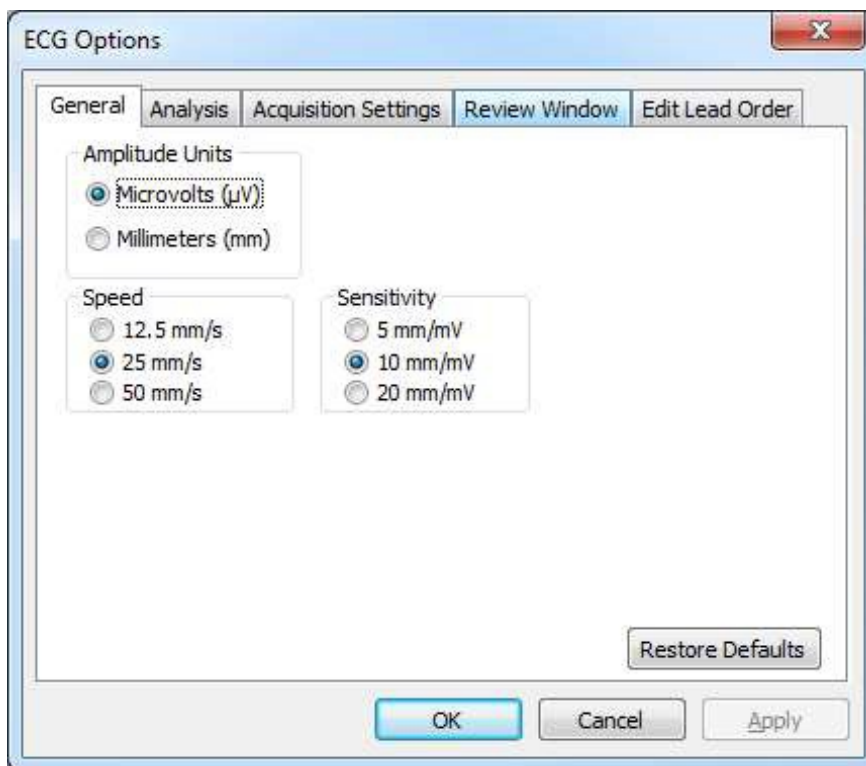 ECG Options
General Analysis Acquisition Settings Review Window Edit Lead Order
Amplitude Units
Microvolts (µV)
Millimeters (mm)
Speed Sensitivity
12.5 mm/s 5 mm/mV
25 mm/s 10 mm/mV
50 mm/s 20 mm/mV
Restore Defaults
OK Cancel Apply